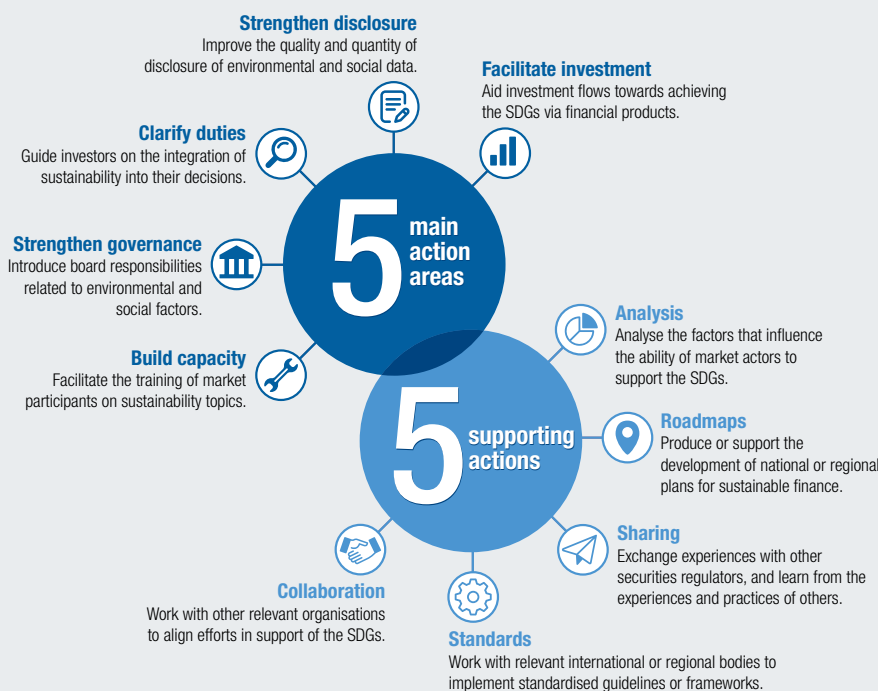 Strengthen disclosure
Improve the quality and quantity of
disclosure of environmental and social data.
Facilitate investment
Aid investment flows towards achieving
the SDGs via financial products.
Clarify duties
Guide investors on the integration of
sustainability into their decisions.
Strengthen governance
Introduce board responsibilities
related to environmental and
social factors.
Build capacity
Facilitate the training of market
participants on sustainability topics.
5 main
action
areas
Analysis
Analyse the factors that influence
the ability of market actors to
support the SDGs.
Roadmaps
Produce or support the
development of national or regional
plans for sustainable finance.
5 supporting
actions
Sharing
Exchange experiences with other
securities regulators, and learn from the
experiences and practices of others.
Collaboration
Work with other relevant organisations
to align efforts in support of the SDGs.
Standards
Work with relevant international or regional bodies to
implement standardised guidelines or frameworks.